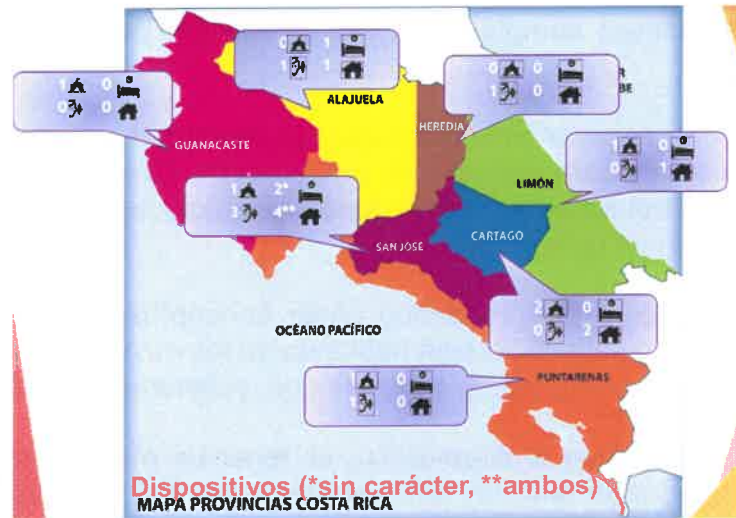 0 1
1 1
ALAJUELA
1 0
0 0
GUANACASTE
0 0
1 0
R
BE
HEREDIA
1 0
0 1
LIMÓN
1 2*
3 4**
SAN JOSÉ
CARTAGO
2 0
0 2
OCÉANO PACÍFICO
1 0
1 0
PUNTARENAS
Dispositivos (*sin carácter, **ambos)
MAPA PROVINCIAS COSTA RICA